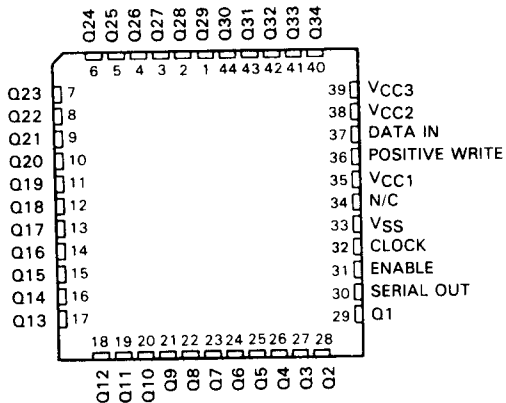 Q24 Q25 Q26 Q27 Q28 Q29 Q30 Q31 Q32 Q33 Q34
6 5 4 3 2 1 44 43 42 41 40
Q23 7
Q22 8
Q21 9
Q20 10
Q19 11
Q18 12
Q17 13
Q16 14
Q15 15
Q14 16
Q13 17
39 VCC3
38 VCC2
37 DATA IN
36 POSITIVE WRITE
35 VCC1
34 N/C
33 VSS
32 CLOCK
31 ENABLE
30 SERIAL OUT
29 Q1
18 19 20 21 22 23 24 25 26 27 28
Q12 Q11 Q10 Q9 Q8 Q7 Q6 Q5 Q4 Q3 Q2